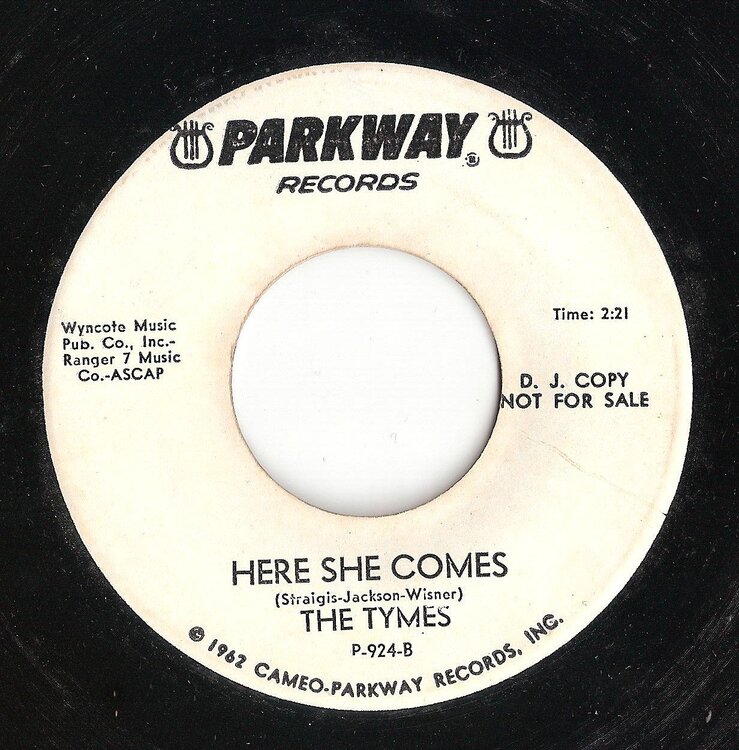 PARKWAY®
RECORDS
Wyncote Music
Pub. Co., Inc.-
Ranger 7 Music
Co.-ASCAP
Time: 2:21
D. J. COPY
NOT FOR SALE
HERE SHE COMES
(Straigis-Jackson-Wisner)
THE TYMES
P-924-B
© 1962 CAMEO-PARKWAY RECORDS, INC.